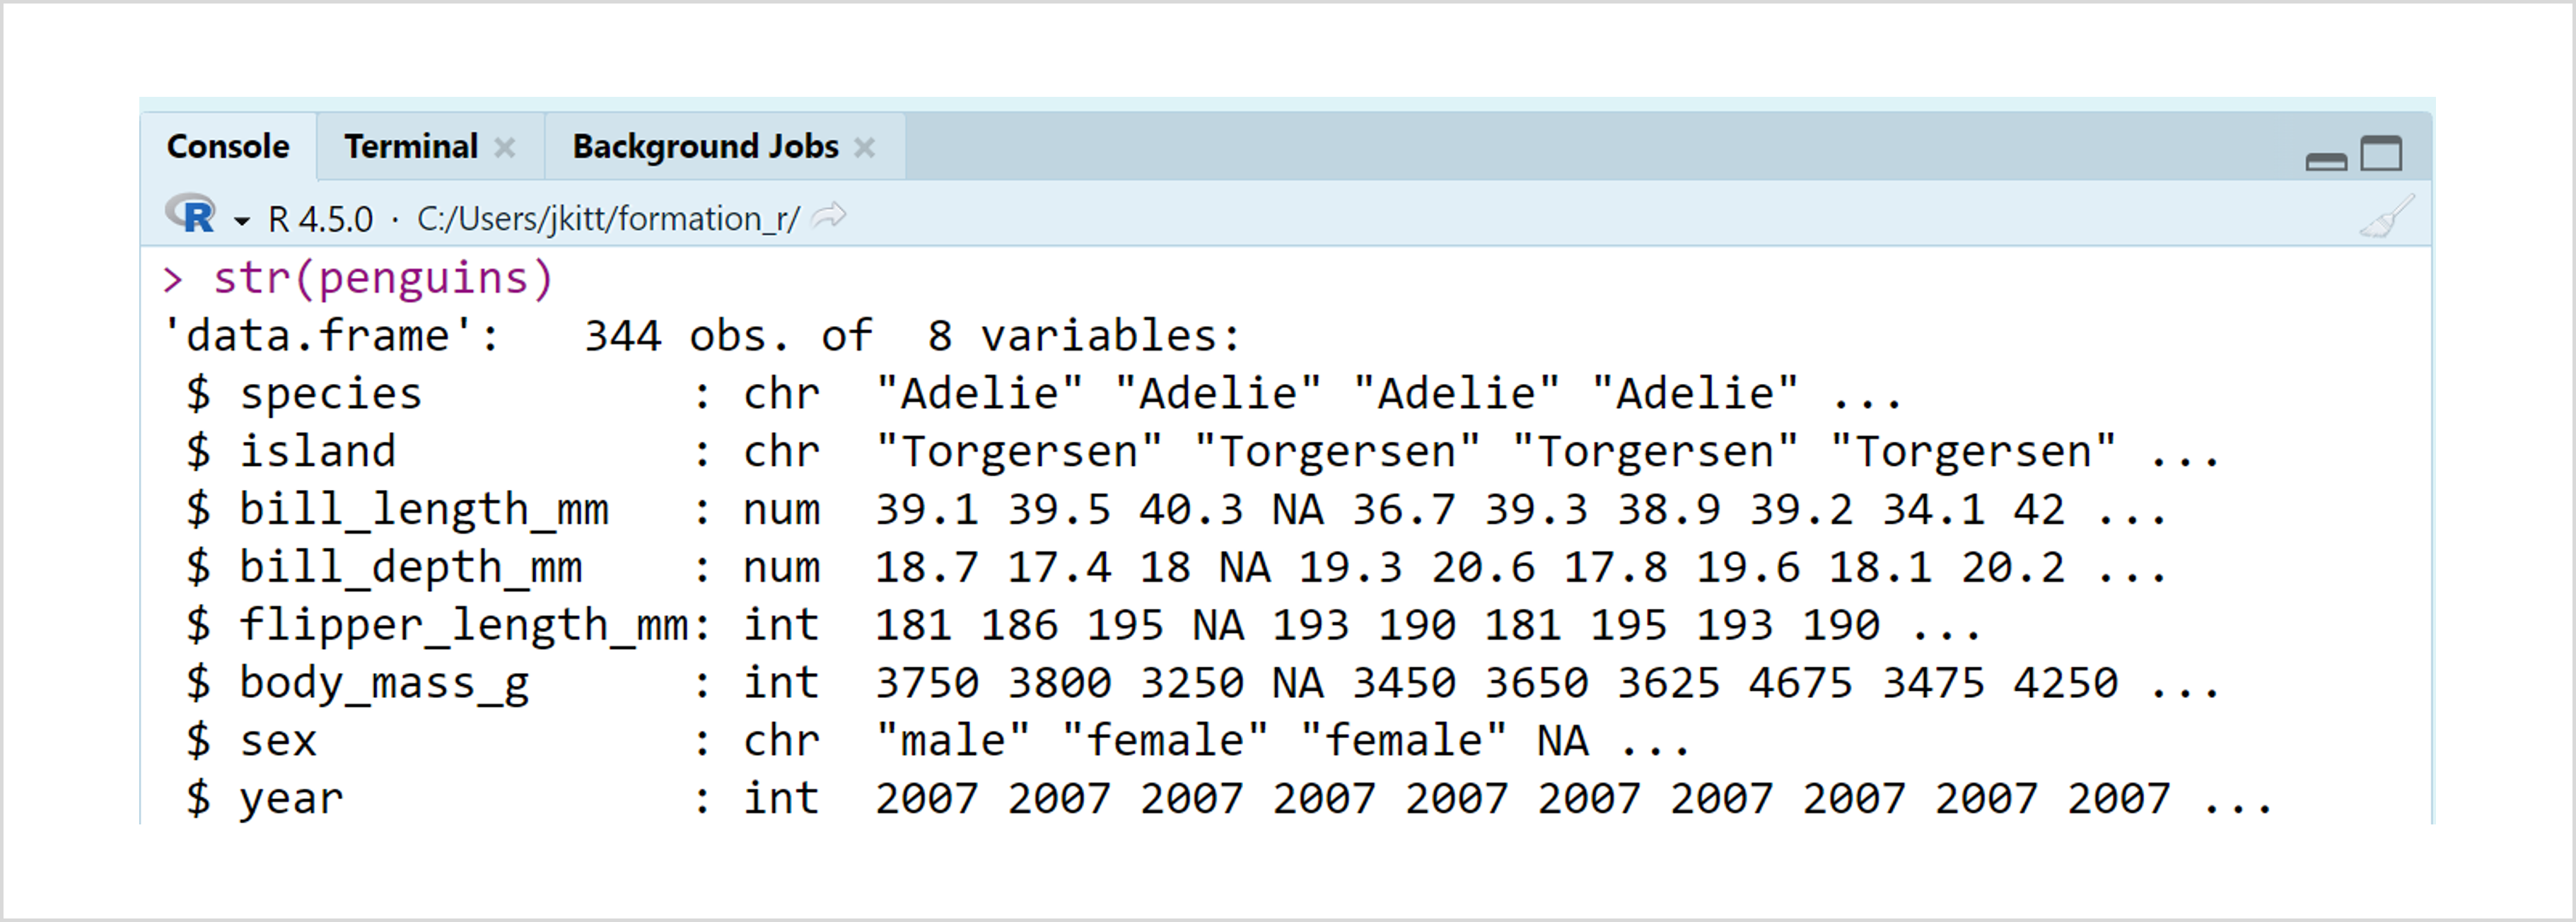 Console Terminal Background Jobs
R R 4.5.0 · C:/Users/jkitt/formation_r/
> str(penguins)
'data.frame':   344 obs. of  8 variables:
 $ species          : chr  "Adelie" "Adelie" "Adelie" "Adelie" ...
 $ island           : chr  "Torgersen" "Torgersen" "Torgersen" "Torgersen" ...
 $ bill_length_mm   : num  39.1 39.5 40.3 NA 36.7 39.3 38.9 39.2 34.1 42 ...
 $ bill_depth_mm    : num  18.7 17.4 18 NA 19.3 20.6 17.8 19.6 18.1 20.2 ...
 $ flipper_length_mm: int  181 186 195 NA 193 190 181 195 193 190 ...
 $ body_mass_g      : int  3750 3800 3250 NA 3450 3650 3625 4675 3475 4250 ...
 $ sex              : chr  "male" "female" "female" NA ...
 $ year             : int  2007 2007 2007 2007 2007 2007 2007 2007 2007 2007 ...